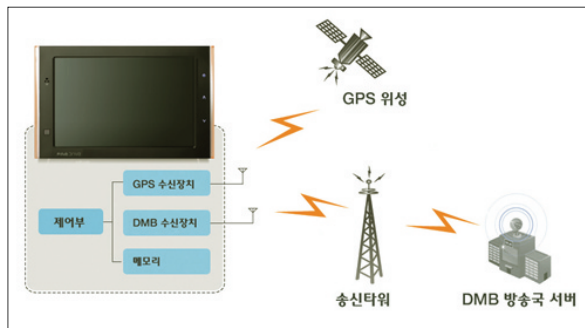 GPS 위성
GPS 수신장치
제어부
DMB 수신장치
메모리
송신타워
DMB 방송국 서버